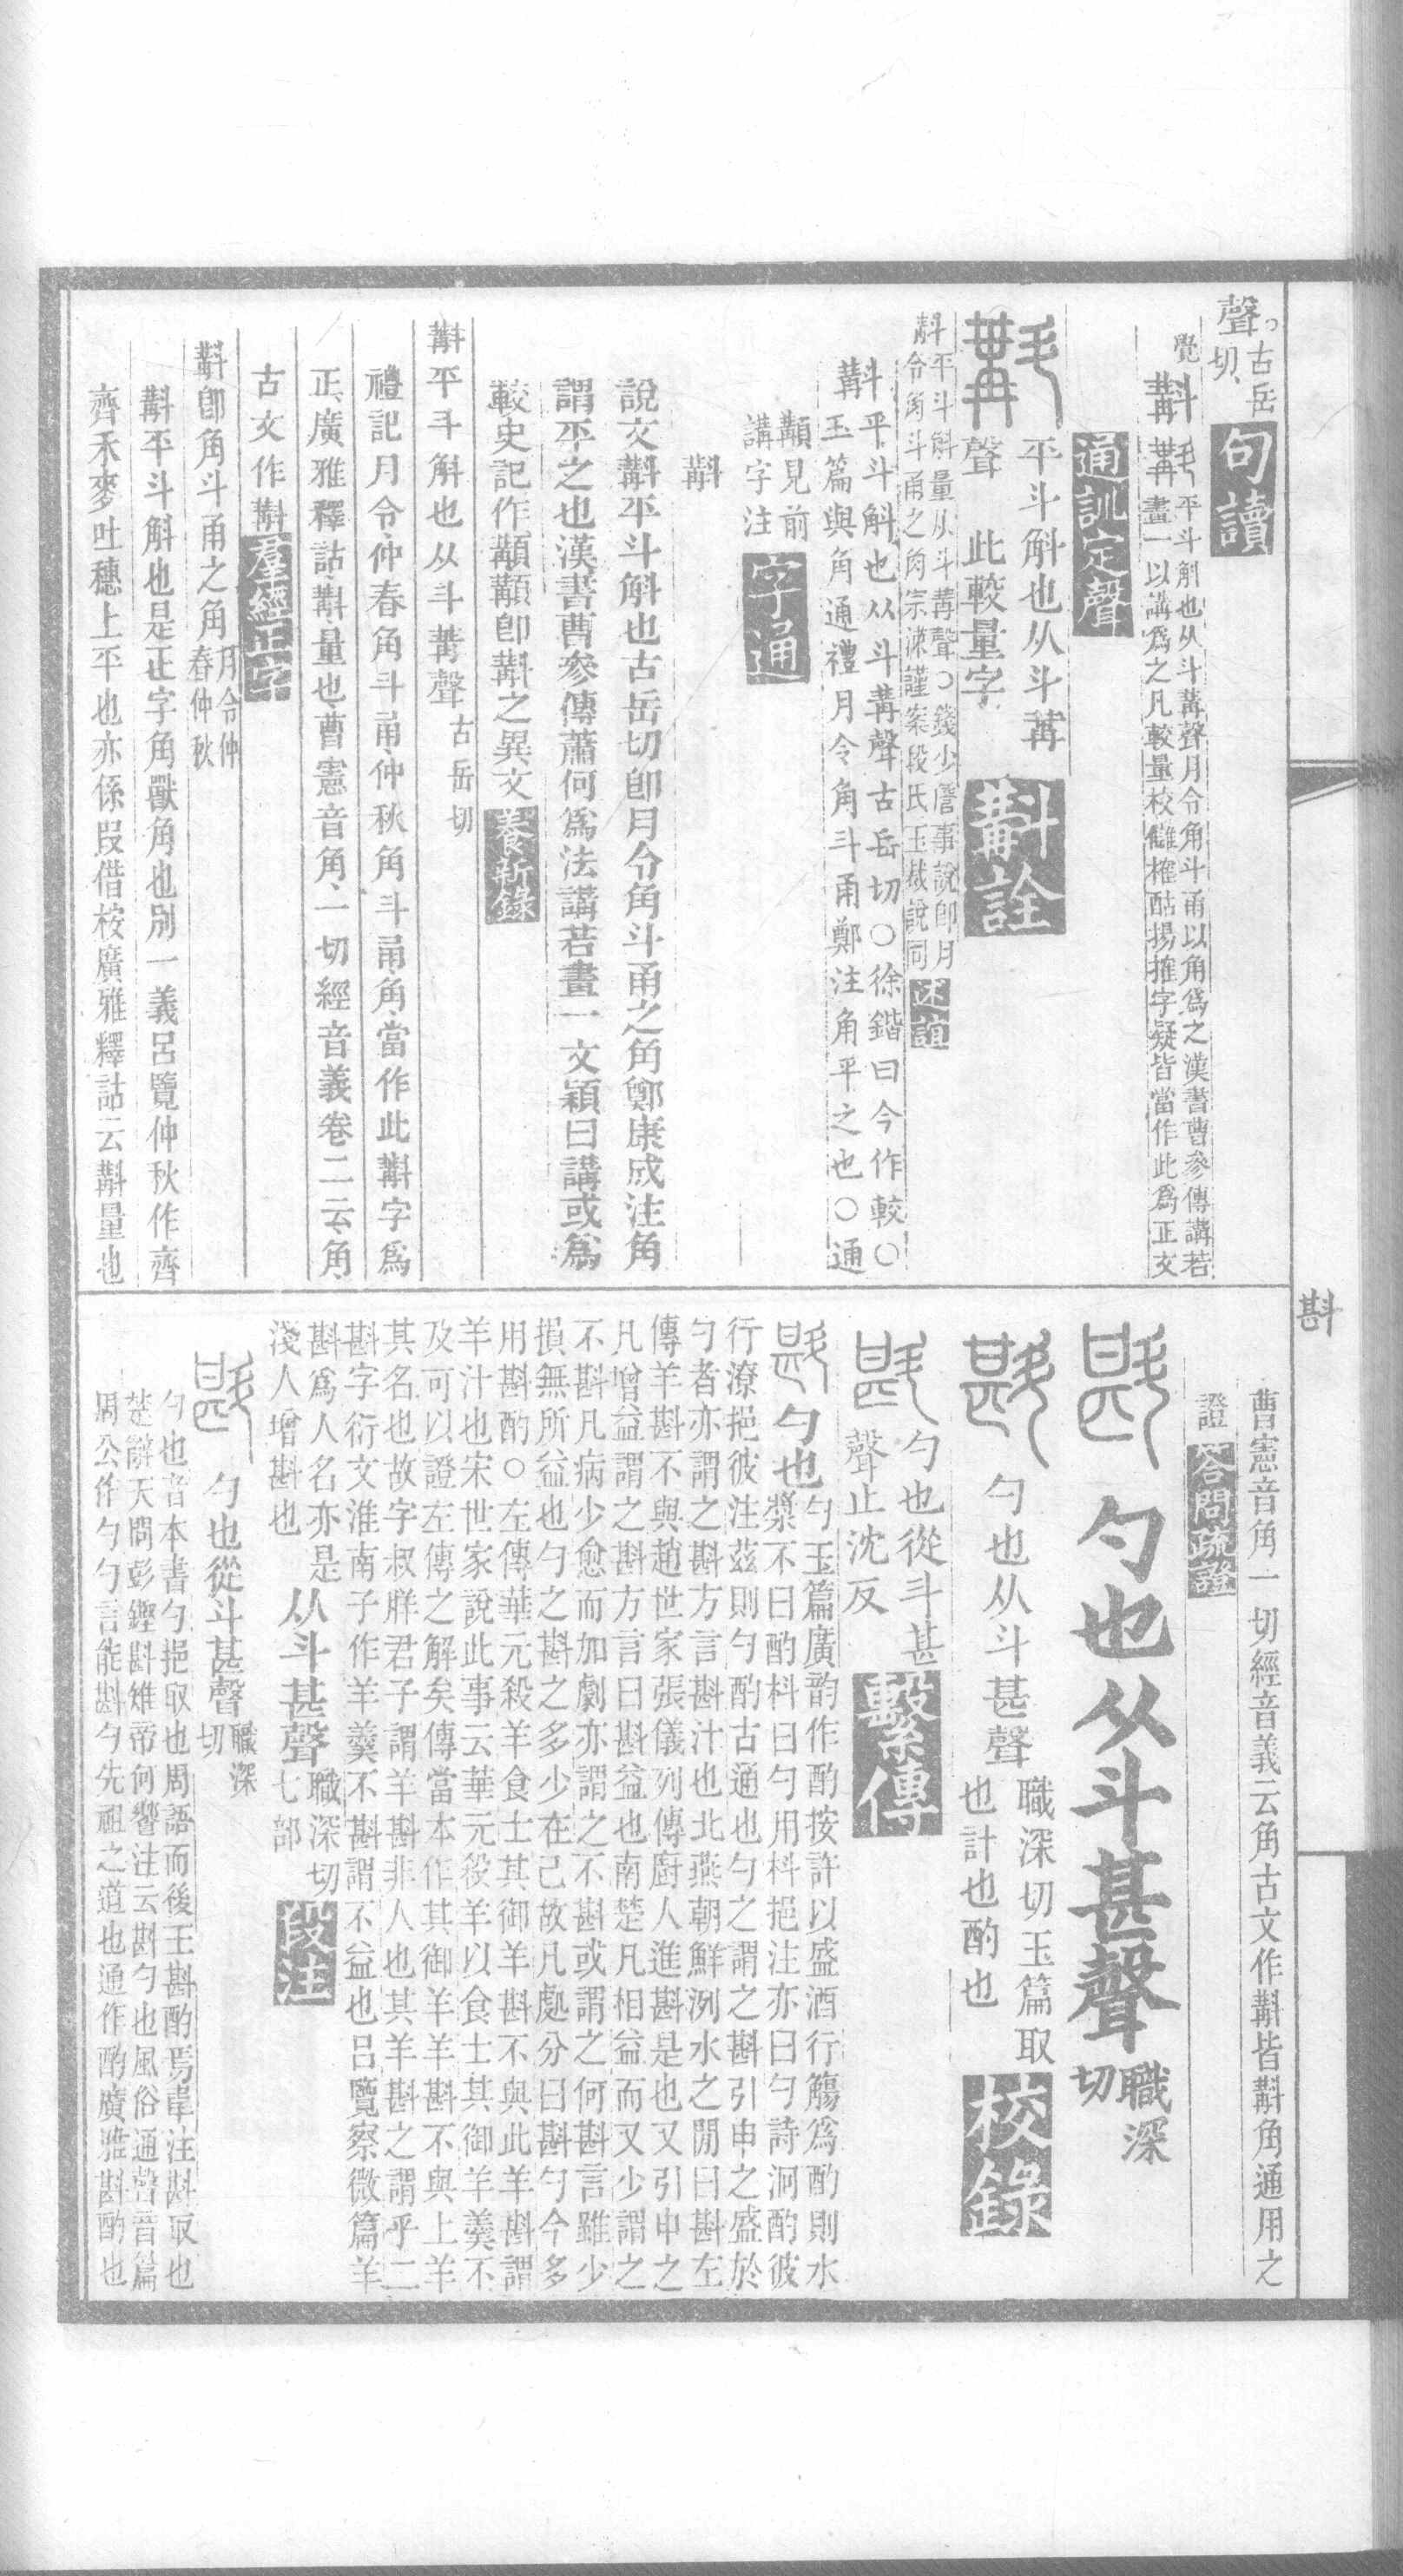 聲古岳切句讀
覺 斠 平斗斛也从斗冓聲月令角斗甬以角爲之漢書曹參傳講若
畫一以講爲之凡較量校讎榷酤揚搉字疑皆當作此爲正文
通訓定聲
平斗斛也从斗冓
聲 此較量字
斠詮
斠平斗斛量从斗冓聲○錢少詹事說卽月
令角斗甬之角宗涑謹案段氏玉裁說同述誼
斠平斗斛也从斗冓聲古岳切○徐鍇曰今作較○
玉篇與角通禮月令角斗甬鄭注角平之也○通
顜見前
講字注
字通
斠
說文斠平斗斛也古岳切卽月令角斗甬之角鄭康成注角
謂平之也漢書曹參傳蕭何爲法講若畫一文穎曰講或爲
較史記作顜顜卽斠之異文養新錄
斠平斗斛也从斗冓聲古岳切
禮記月令仲春角斗甬仲秋角斗甬角當作此斠字爲
正廣雅釋詁斠量也曹憲音角一切經音義卷二云角
古文作斠羣經正字
斠卽角斗甬之角月令仲春仲秋
斠平斗斛也是正字角獸角也別一義呂覽仲秋作齊
齊禾麥吐穗上平也亦係叚借桉廣雅釋詁云斠量也
斟
曹憲音角一切經音義云角古文作斠皆斠角通用之
證答問疏證
勺也从斗甚聲職深切
勺也从斗甚聲職深切玉篇取
也計也酌也
校錄
勺也從斗甚
聲止沈反
繫傳
勺也勺玉篇廣韵作酌按許以盛酒行觴爲酌則水
漿不曰酌枓曰勺用枓挹注亦曰勺詩泂酌彼
行潦挹彼注茲則勺酌古通也勺之謂之斟引申之盛於
勺者亦謂之斟方言斟汁也北燕朝鮮洌水之閒曰斟左
傳羊斟不與趙世家張儀列傳廚人進斟是也又引申之
凡增益謂之斟方言曰斟益也南楚凡相益而又少謂之
不斟凡病少愈而加劇亦謂之不斟或謂之何斟言雖少
損無所益也勺之斟之多少在己故凡處分曰斟勺今多
用斟酌○左傳華元殺羊食士其御羊斟不與此羊斟謂
羊汁也宋世家說此事云華元役羊以食士其御羊羹不
及可以證左傳之解矣傳當本作其御羊羊斟不與上羊
其名也故字叔牂君子謂羊斟非人也其羊斟之謂乎二
斟字衍文淮南子作羊羹不斟謂不益也呂覽察微篇羊
斟爲人名亦是
淺人增斟也
从斗甚聲職深切七部段注
勺也從斗甚聲職深切
勺也者本書勺挹取也周語而後王斟酌焉韋注斟取也
楚辭天問彭鏗斟雉帝何饗注云斟勺也風俗通聲音篇
周公作勺勺言能斟勺先祖之道也通作酌廣雅斟酌也